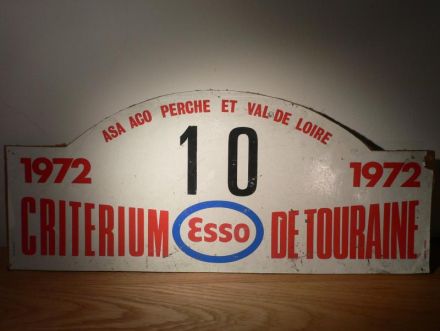 ASA ACO PERCHE ET VAL DE LOIRE
10
1972 1972
CRITERIUM Esso DE TOURAINE